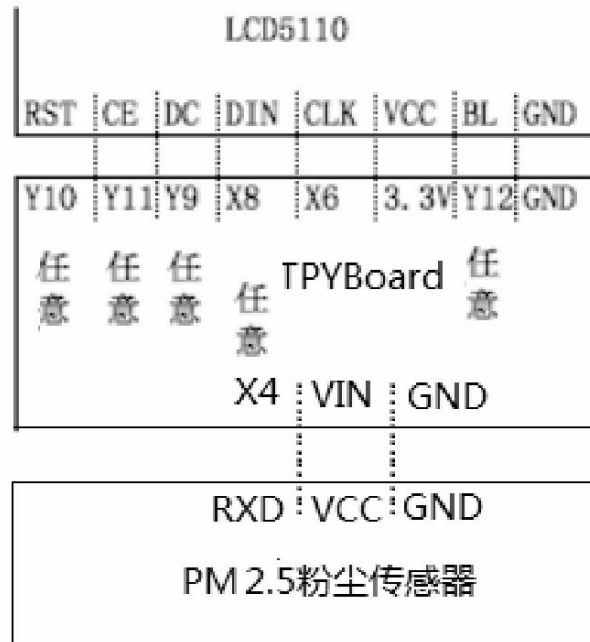 LCD5110
RST CE DC DIN CLK VCC BL GND
Y10 Y11 Y9 X8 X6 3.3V Y12 GND
任意 任意 任意 任意 TPYBoard 任意
X4 VIN GND
RXD VCC GND
PM2.5粉尘传感器